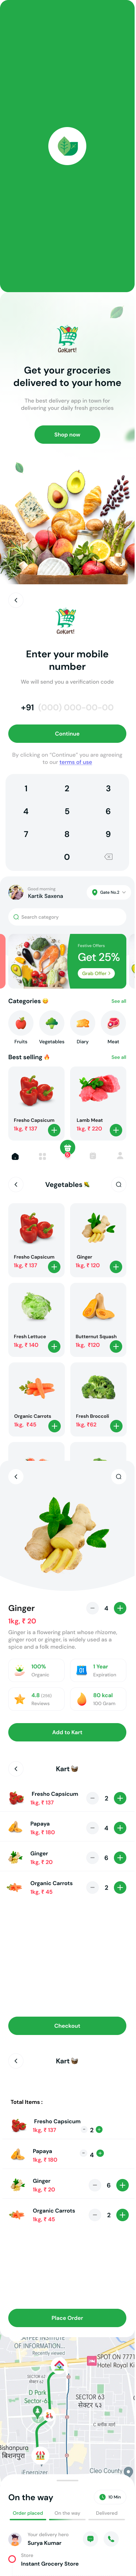 GoKart!
Get your groceries
delivered to your home
The best delivery app in town for
delivering your daily fresh groceries
Shop now
GoKart!
Enter your mobile
number
We will send you a verification code
+91 (000) 000-00-00
Continue
By clicking on “Continue” you are agreeing
to our terms of use
1 2 3
4 5 6
7 8 9
0
Good morning
Kartik Saxena
Gate No.2
Search category
Festive Offers
Get 25%
Grab Offer
Categories
See all
Fruits Vegetables Diary Meat
Best selling
See all
Fresho Capsicum
1kg, ₹ 137
Lamb Meat
1kg, ₹ 220
Vegetables
Fresho Capsicum
1kg, ₹ 137
Ginger
1kg, ₹ 120
Fresh Lettuce
1kg, ₹ 140
Butternut Squash
1kg, ₹120
Organic Carrots
1kg, ₹45
Fresh Broccoli
1kg, ₹62
Ginger
4
1kg, ₹ 20
Ginger is a flowering plant whose rhizome,
ginger root or ginger, is widely used as a
spice and a folk medicine.
100%
Organic
1 Year
Expiration
4.8 (256)
Reviews
80 kcal
100 Gram
Add to Kart
Kart
Fresho Capsicum
1kg, ₹ 137
2
Papaya
1kg, ₹ 180
4
Ginger
1kg, ₹ 20
6
Organic Carrots
1kg, ₹ 45
2
Checkout
Kart
Total Items :
Fresho Capsicum
1kg, ₹ 137
2
Papaya
1kg, ₹ 180
4
Ginger
1kg, ₹ 20
6
Organic Carrots
1kg, ₹ 45
2
Place Order
INSTITUTE
OF INFORMATION...
Recently viewed
SPOT ON 777
Hotel Royal
D Park
Sector-6
SECTOR 63
सेक्टर 63
SECTOR
सेक्टर
Bishanpura
बिशनपुरा
Cleo County
On the way
10 Min
Order placed On the way Delivered
Your delivery hero
Surya Kumar
Store
Instant Grocery Store